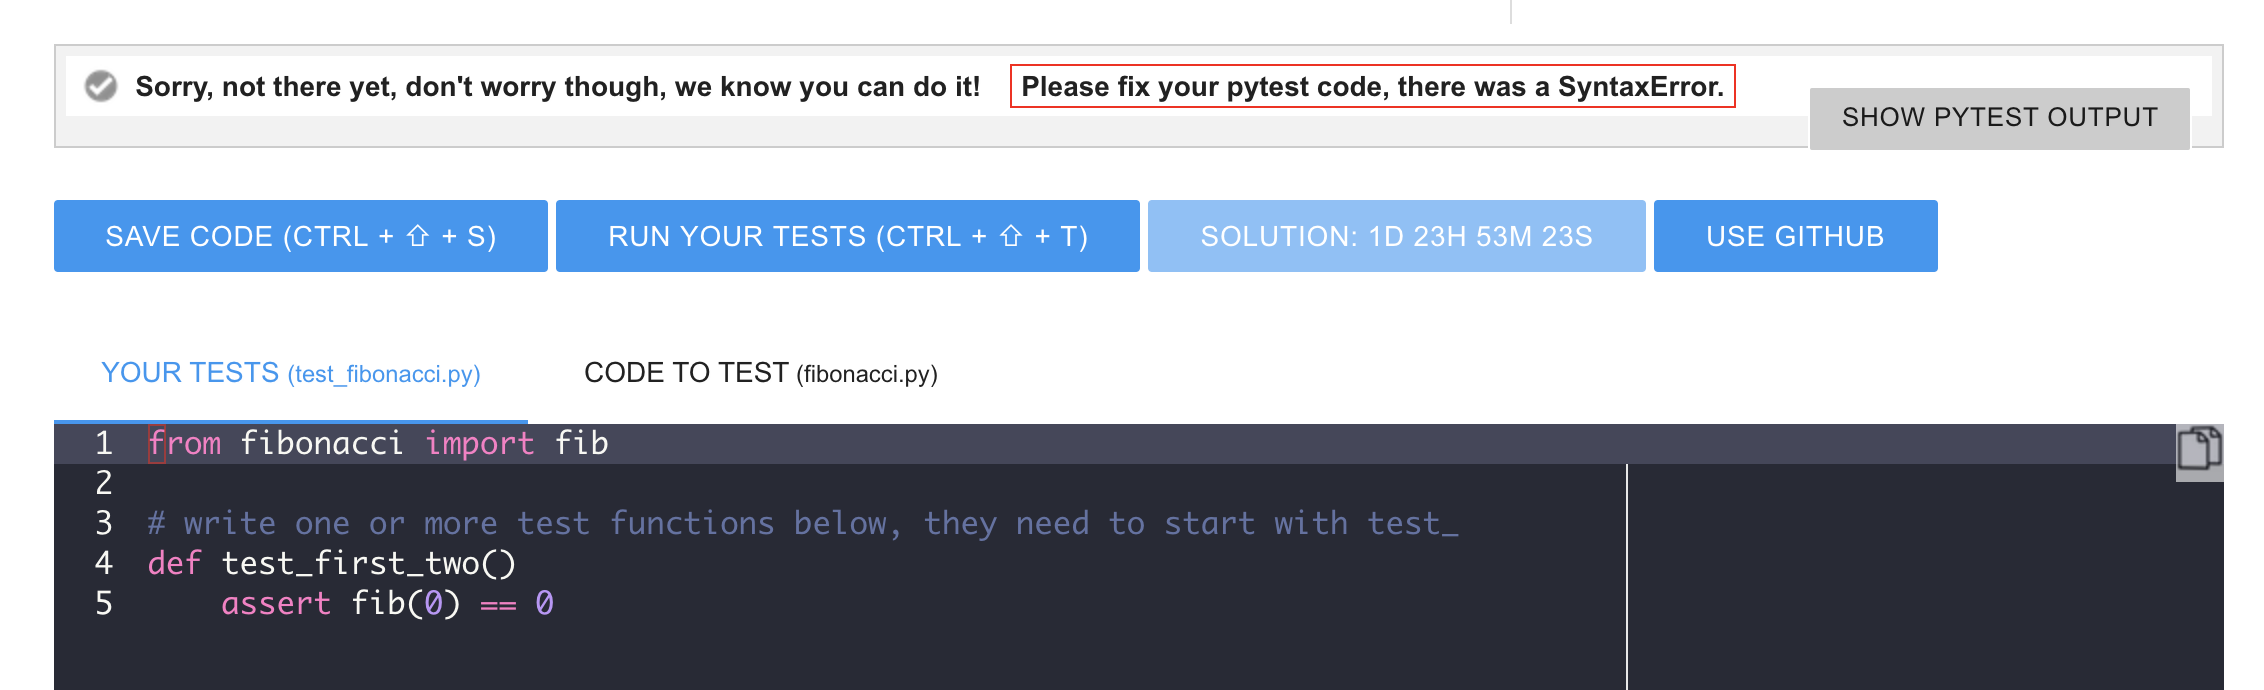 Sorry, not there yet, don't worry though, we know you can do it! Please fix your pytest code, there was a SyntaxError.
SHOW PYTEST OUTPUT
SAVE CODE (CTRL + ⇧ + S) RUN YOUR TESTS (CTRL + ⇧ + T) SOLUTION: 1D 23H 53M 23S USE GITHUB
YOUR TESTS (test_fibonacci.py) CODE TO TEST (fibonacci.py)
1 from fibonacci import fib
2
3 # write one or more test functions below, they need to start with test_
4 def test_first_two()
5     assert fib(0) == 0